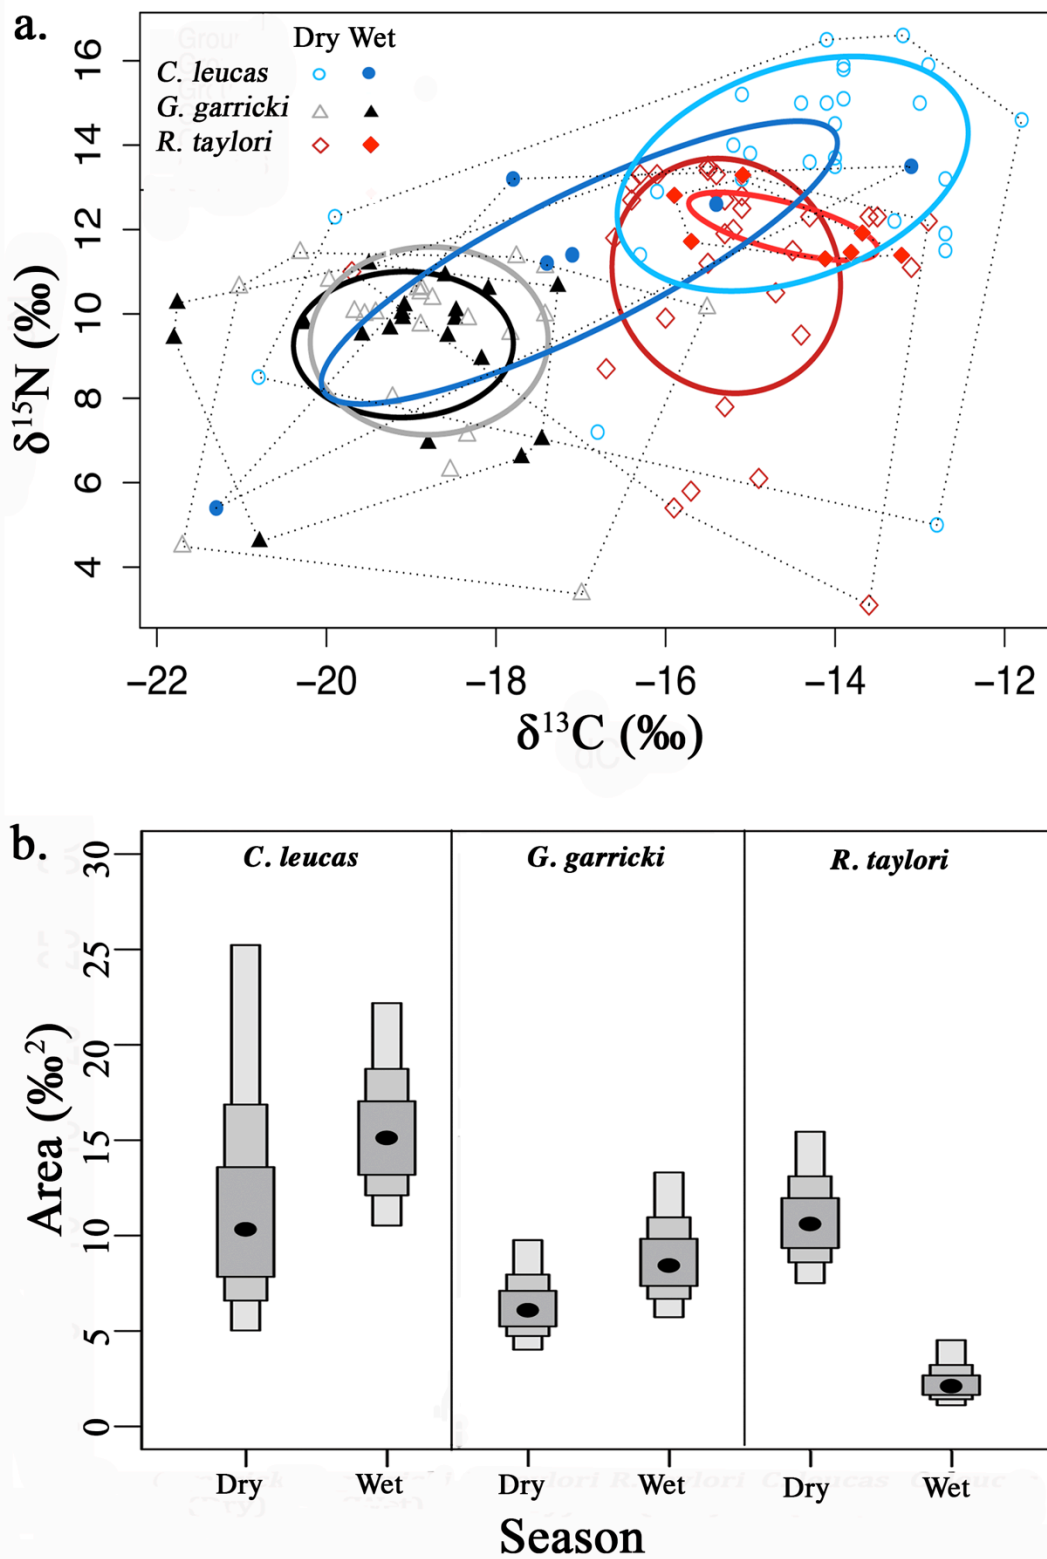 a.
Dry Wet
C. leucas
G. garricki
R. taylori
16
14
12
10
8
6
4
δ15N (‰)
−22 −20 −18 −16 −14 −12
δ13C (‰)
b.
C. leucas G. garricki R. taylori
30
25
20
15
10
5
0
Area (‰2)
Dry Wet Dry Wet Dry Wet
Season